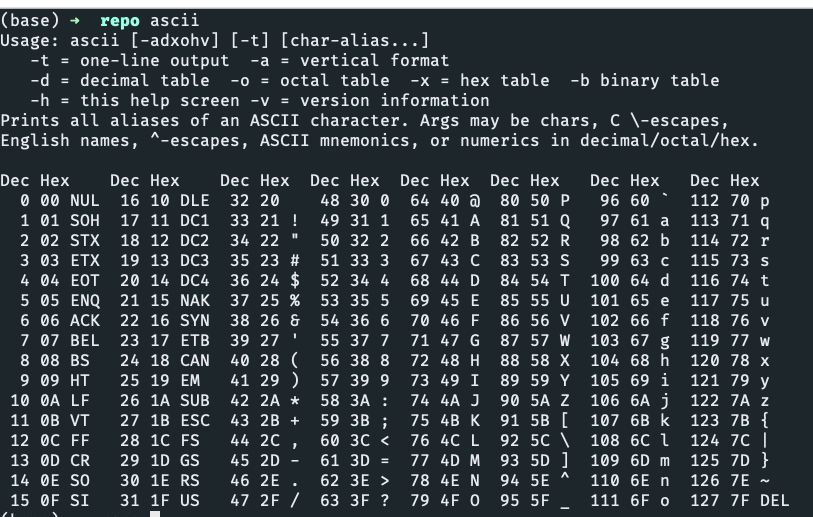 (base) → repo ascii
Usage: ascii [-adxohv] [-t] [char-alias...]
   -t = one-line output  -a = vertical format
   -d = decimal table  -o = octal table  -x = hex table  -b binary table
   -h = this help screen -v = version information
Prints all aliases of an ASCII character. Args may be chars, C \-escapes,
English names, ^-escapes, ASCII mnemonics, or numerics in decimal/octal/hex.

Dec Hex    Dec Hex    Dec Hex  Dec Hex  Dec Hex  Dec Hex   Dec Hex   Dec Hex
  0 00 NUL  16 10 DLE  32 20    48 30 0  64 40 @  80 50 P   96 60 `  112 70 p
  1 01 SOH  17 11 DC1  33 21 !  49 31 1  65 41 A  81 51 Q   97 61 a  113 71 q
  2 02 STX  18 12 DC2  34 22 "  50 32 2  66 42 B  82 52 R   98 62 b  114 72 r
  3 03 ETX  19 13 DC3  35 23 #  51 33 3  67 43 C  83 53 S   99 63 c  115 73 s
  4 04 EOT  20 14 DC4  36 24 $  52 34 4  68 44 D  84 54 T  100 64 d  116 74 t
  5 05 ENQ  21 15 NAK  37 25 %  53 35 5  69 45 E  85 55 U  101 65 e  117 75 u
  6 06 ACK  22 16 SYN  38 26 &  54 36 6  70 46 F  86 56 V  102 66 f  118 76 v
  7 07 BEL  23 17 ETB  39 27 '  55 37 7  71 47 G  87 57 W  103 67 g  119 77 w
  8 08 BS   24 18 CAN  40 28 (  56 38 8  72 48 H  88 58 X  104 68 h  120 78 x
  9 09 HT   25 19 EM   41 29 )  57 39 9  73 49 I  89 59 Y  105 69 i  121 79 y
 10 0A LF   26 1A SUB  42 2A *  58 3A :  74 4A J  90 5A Z  106 6A j  122 7A z
 11 0B VT   27 1B ESC  43 2B +  59 3B ;  75 4B K  91 5B [  107 6B k  123 7B {
 12 0C FF   28 1C FS   44 2C ,  60 3C <  76 4C L  92 5C \  108 6C l  124 7C |
 13 0D CR   29 1D GS   45 2D -  61 3D =  77 4D M  93 5D ]  109 6D m  125 7D }
 14 0E SO   30 1E RS   46 2E .  62 3E >  78 4E N  94 5E ^  110 6E n  126 7E ~
 15 0F SI   31 1F US   47 2F /  63 3F ?  79 4F O  95 5F _  111 6F o  127 7F DEL